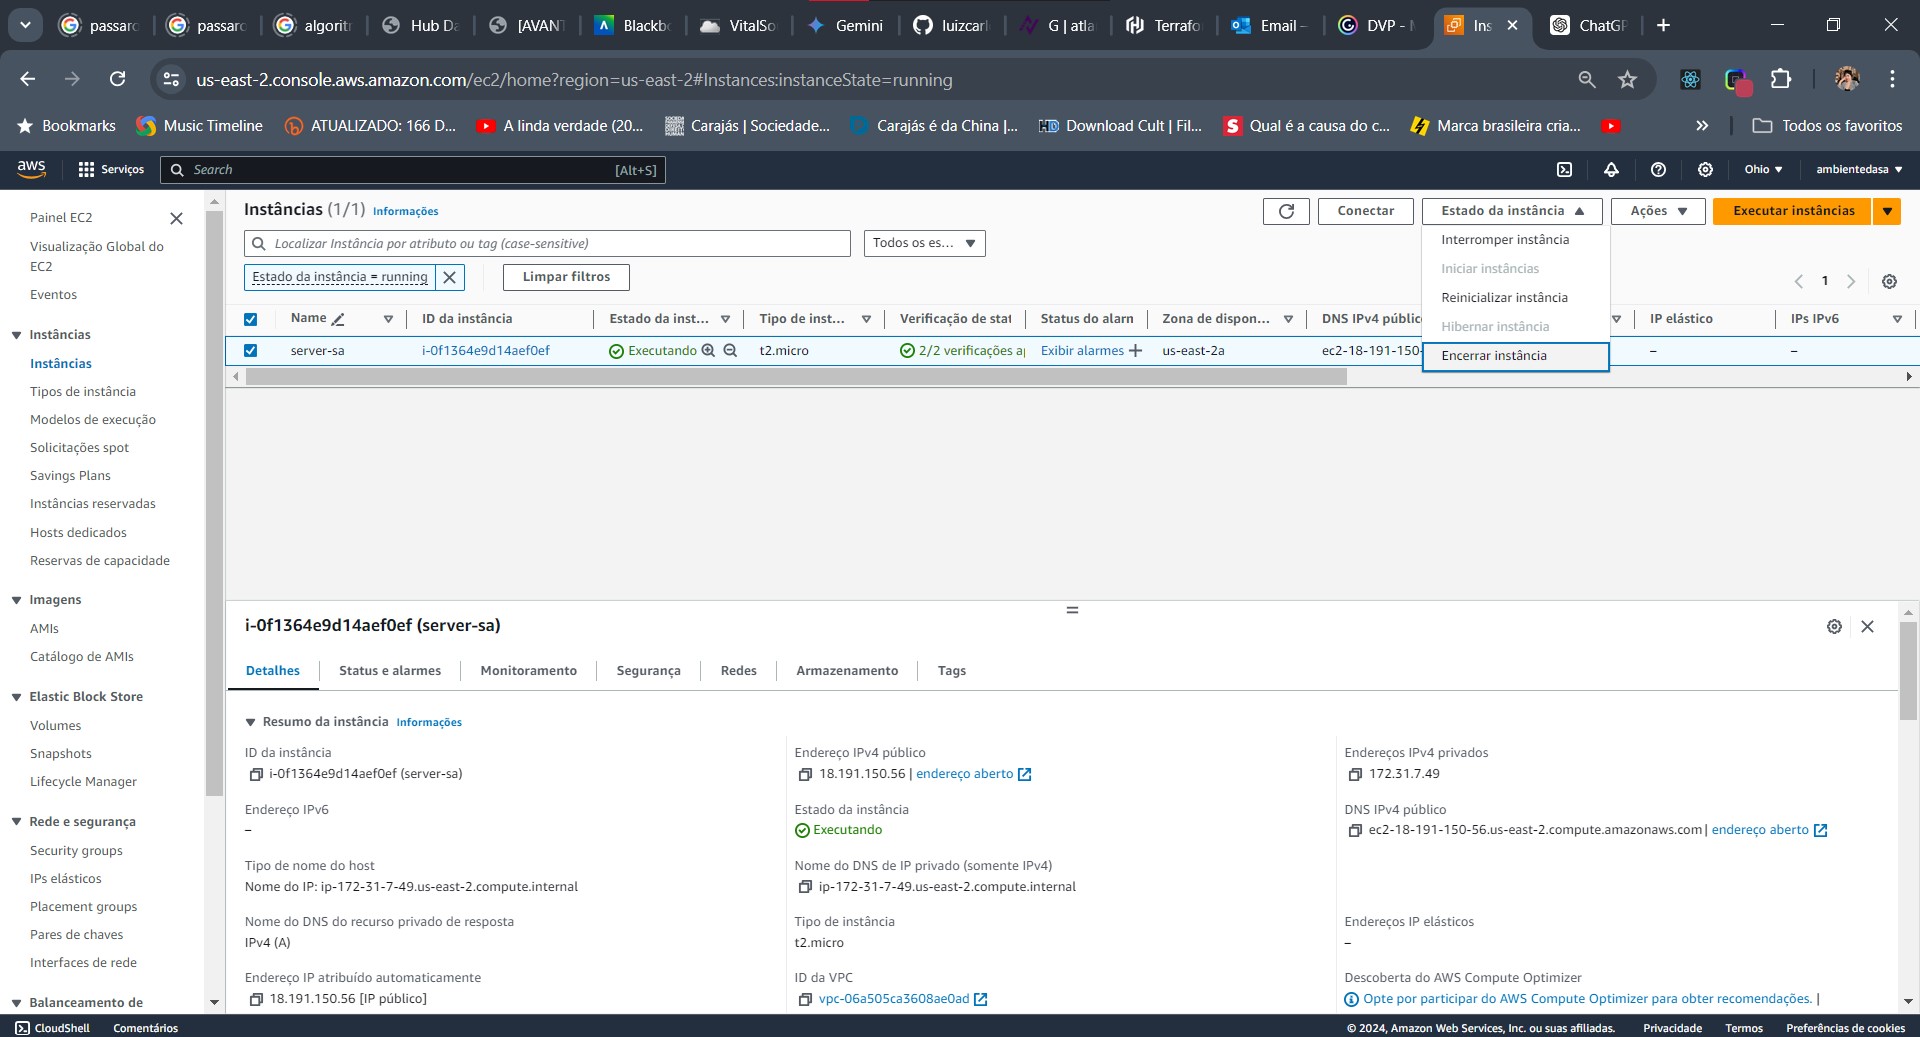 passaro
passaro
algoritr
Hub Da
[AVANT
Blackbo
VitalSo
Gemini
luizcarl
G | atla
Terrafo
Email –
DVP - M
Ins
ChatGP
us-east-2.console.aws.amazon.com/ec2/home?region=us-east-2#Instances:instanceState=running
Bookmarks
Music Timeline
ATUALIZADO: 166 D...
A linda verdade (20...
Carajás | Sociedade...
Carajás é da China |...
Download Cult | Fil...
Qual é a causa do c...
Marca brasileira cria...
Todos os favoritos
aws
Serviços
Search
[Alt+S]
Ohio
ambientedasa
Painel EC2
Visualização Global do
EC2
Eventos
Instâncias
Instâncias
Tipos de instância
Modelos de execução
Solicitações spot
Savings Plans
Instâncias reservadas
Hosts dedicados
Reservas de capacidade
Imagens
AMIs
Catálogo de AMIs
Elastic Block Store
Volumes
Snapshots
Lifecycle Manager
Rede e segurança
Security groups
IPs elásticos
Placement groups
Pares de chaves
Interfaces de rede
Balanceamento de
Instâncias (1/1) Informações
Conectar
Estado da instância
Ações
Executar instâncias
Localizar Instância por atributo ou tag (case-sensitive)
Todos os es...
Interromper instância
Iniciar instâncias
Reinicializar instância
Hibernar instância
Encerrar instância
Estado da instância = running
Limpar filtros
1
Name
ID da instância
Estado da inst...
Tipo de inst...
Verificação de stat
Status do alarn
Zona de dispon...
DNS IPv4 públic
IP elástico
IPs IPv6
server-sa
i-0f1364e9d14aef0ef
Executando
t2.micro
2/2 verificações a
Exibir alarmes
us-east-2a
ec2-18-191-150-
–
–
i-0f1364e9d14aef0ef (server-sa)
Detalhes
Status e alarmes
Monitoramento
Segurança
Redes
Armazenamento
Tags
Resumo da instância Informações
ID da instância
i-0f1364e9d14aef0ef (server-sa)
Endereço IPv4 público
18.191.150.56 | endereço aberto
Endereços IPv4 privados
172.31.7.49
Endereço IPv6
–
Estado da instância
Executando
DNS IPv4 público
ec2-18-191-150-56.us-east-2.compute.amazonaws.com | endereço aberto
Tipo de nome do host
Nome do IP: ip-172-31-7-49.us-east-2.compute.internal
Nome do DNS de IP privado (somente IPv4)
ip-172-31-7-49.us-east-2.compute.internal
Nome do DNS do recurso privado de resposta
IPv4 (A)
Tipo de instância
t2.micro
Endereços IP elásticos
–
Endereço IP atribuído automaticamente
18.191.150.56 [IP público]
ID da VPC
vpc-06a505ca3608ae0ad
Descoberta do AWS Compute Optimizer
Opte por participar do AWS Compute Optimizer para obter recomendações. |
CloudShell
Comentários
© 2024, Amazon Web Services, Inc. ou suas afiliadas.
Privacidade
Termos
Preferências de cookies